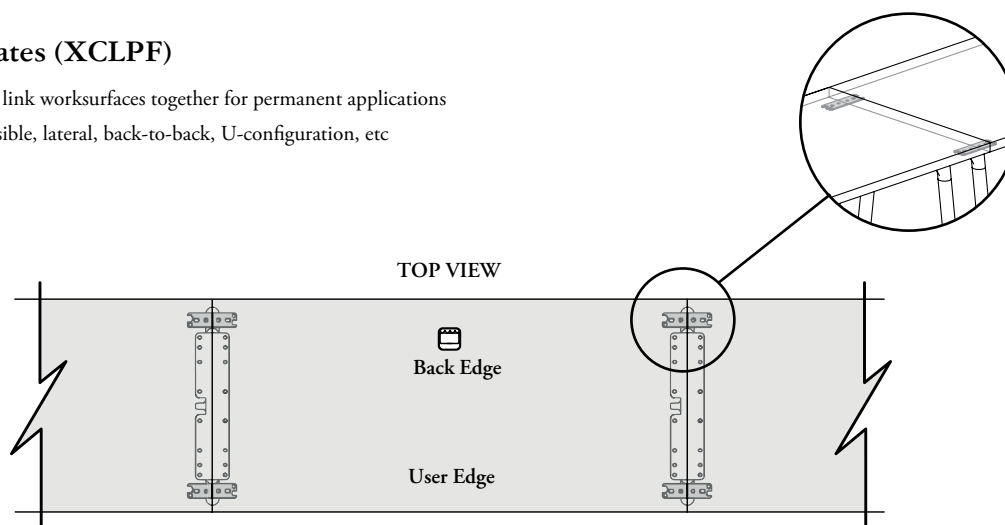 ates (XCLPF)
link worksurfaces together for permanent applications
sible, lateral, back-to-back, U-configuration, etc
TOP VIEW
Back Edge
User Edge